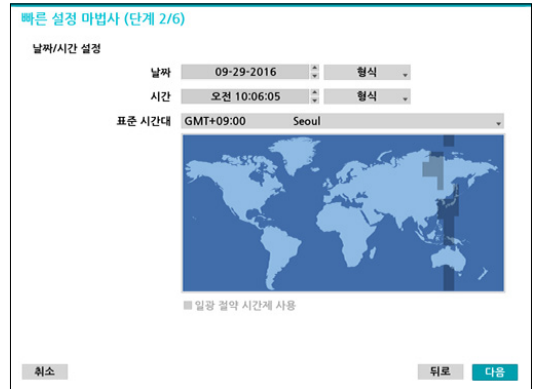 빠른 설정 마법사 (단계 2/6)
날짜/시간 설정
날짜 09-29-2016 형식
시간 오전 10:06:05 형식
표준 시간대 GMT+09:00 Seoul
일광 절약 시간제 사용
취소 뒤로 다음